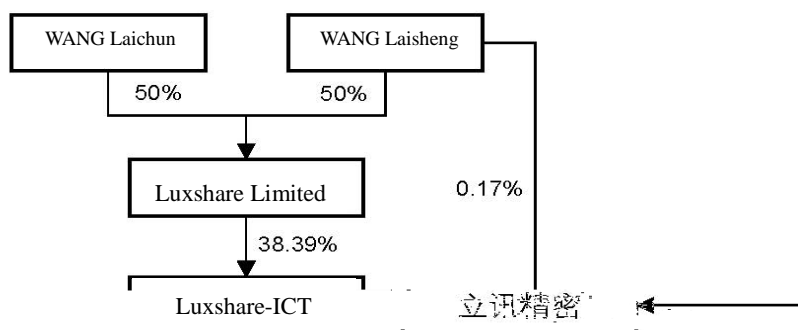 WANG Laichun
WANG Laisheng
50%
50%
Luxshare Limited
0.17%
38.39%
Luxshare-ICT
立讯精密